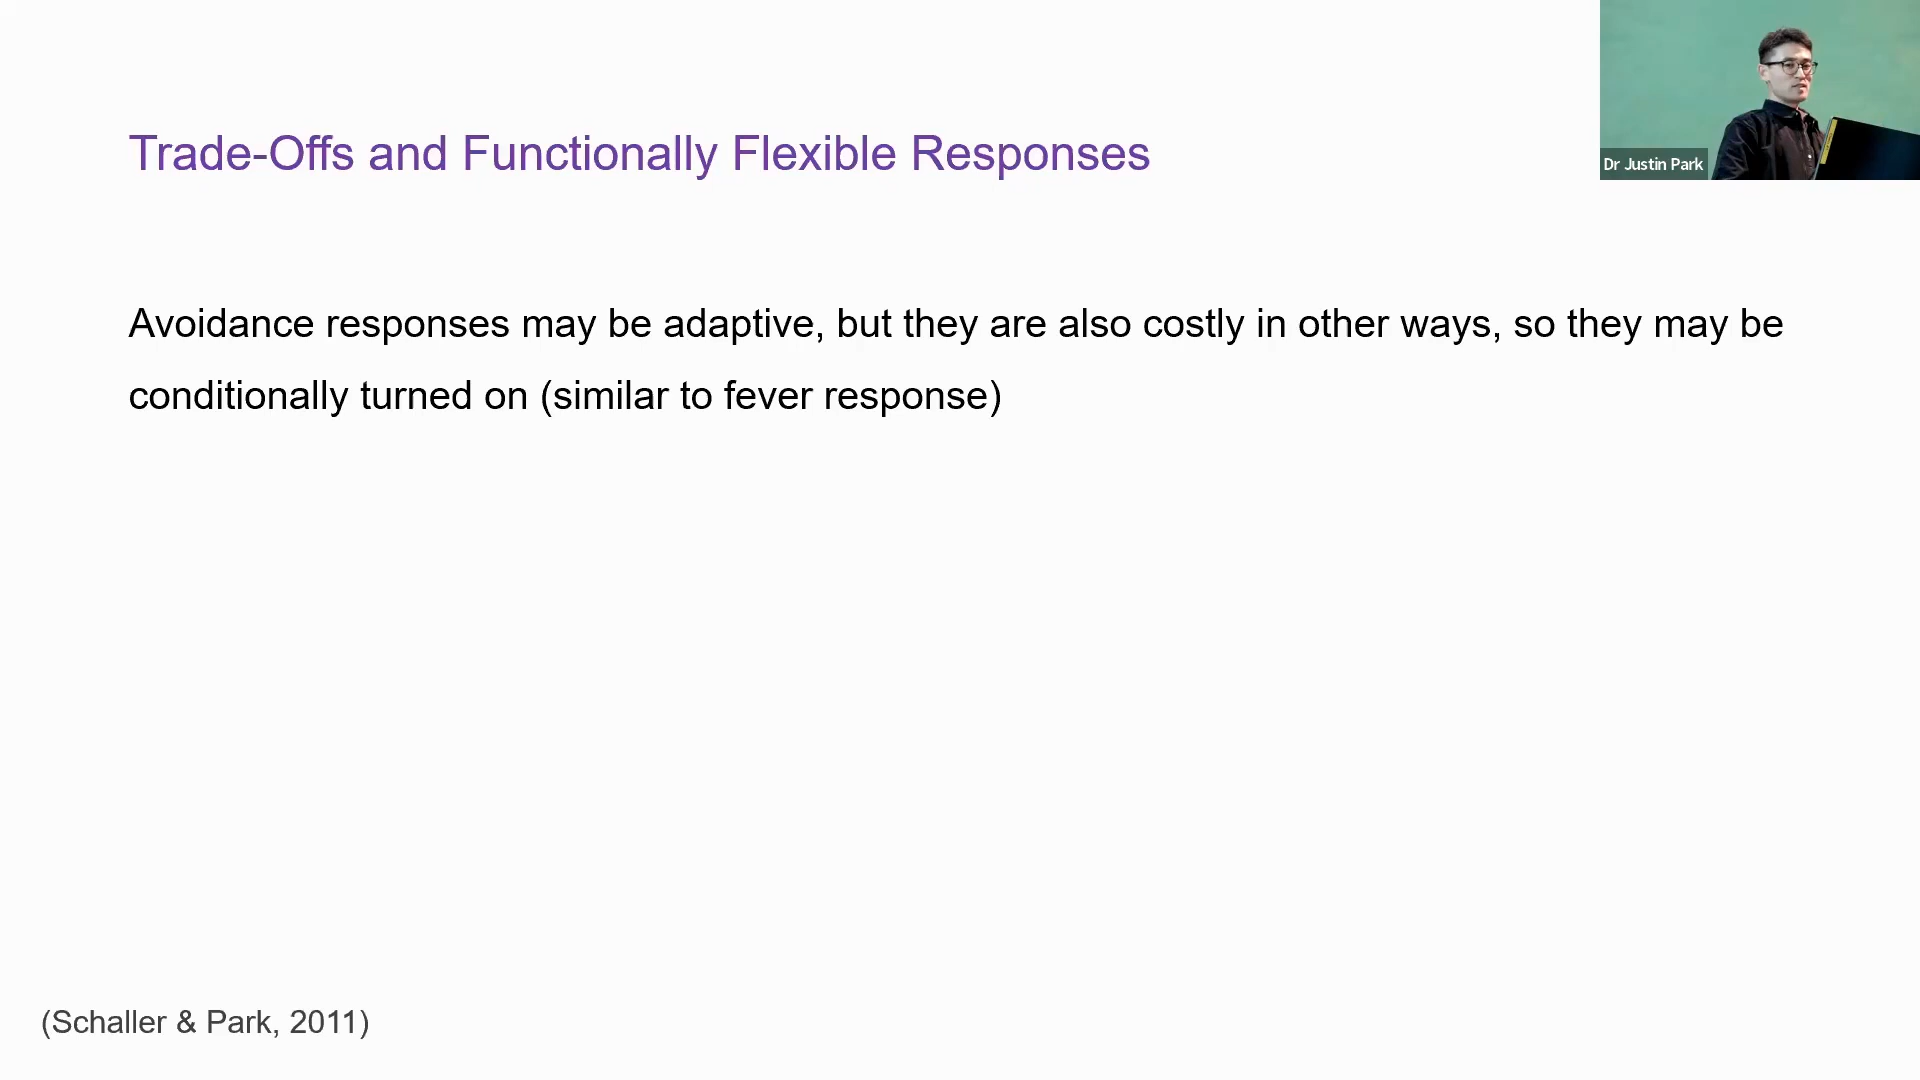 Trade-Offs and Functionally Flexible Responses
Dr Justin Park
Avoidance responses may be adaptive, but they are also costly in other ways, so they may be
conditionally turned on (similar to fever response)
(Schaller & Park, 2011)